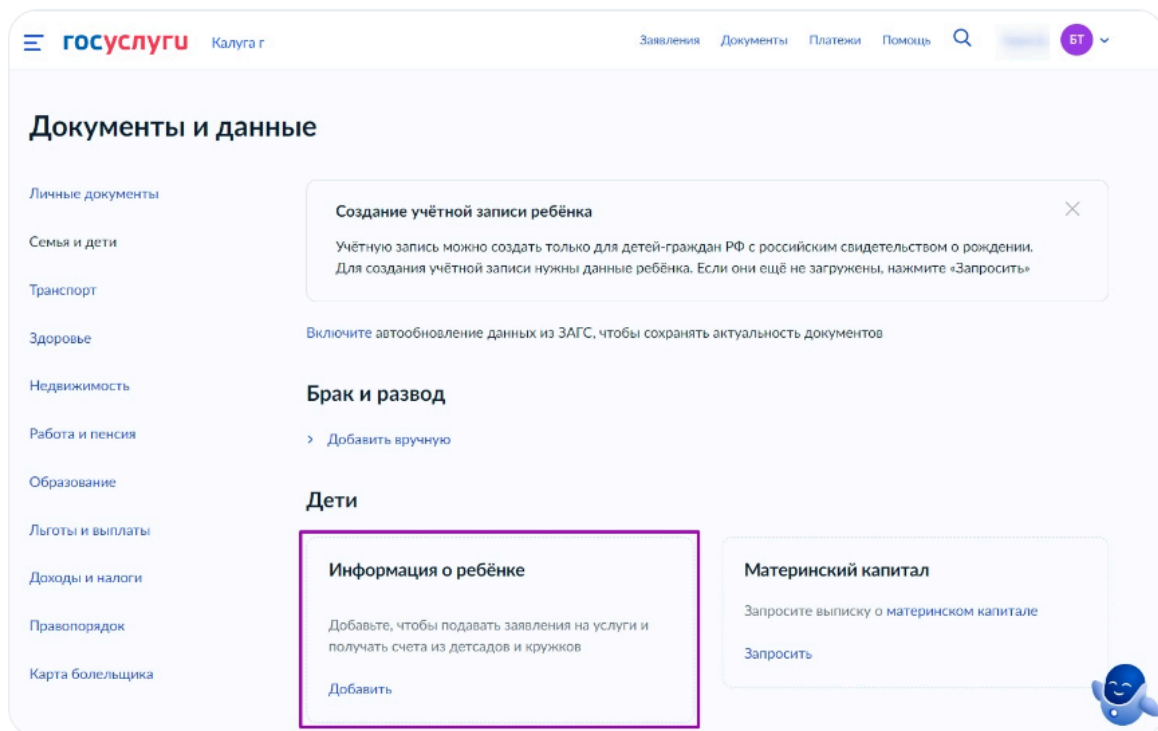 госуслуги Калуга г Заявления Документы Платежи Помощь БТ
Документы и данные
Личные документы
Семья и дети
Транспорт
Здоровье
Недвижимость
Работа и пенсия
Образование
Льготы и выплаты
Доходы и налоги
Правопорядок
Карта болельщика
Создание учётной записи ребёнка
Учётную запись можно создать только для детей-граждан РФ с российским свидетельством о рождении.
Для создания учётной записи нужны данные ребёнка. Если они ещё не загружены, нажмите «Запросить»
Включите автообновление данных из ЗАГС, чтобы сохранять актуальность документов
Брак и развод
Добавить вручную
Дети
Информация о ребёнке
Добавьте, чтобы подавать заявления на услуги и
получать счета из детсадов и кружков
Добавить
Материнский капитал
Запросите выписку о материнском капитале
Запросить